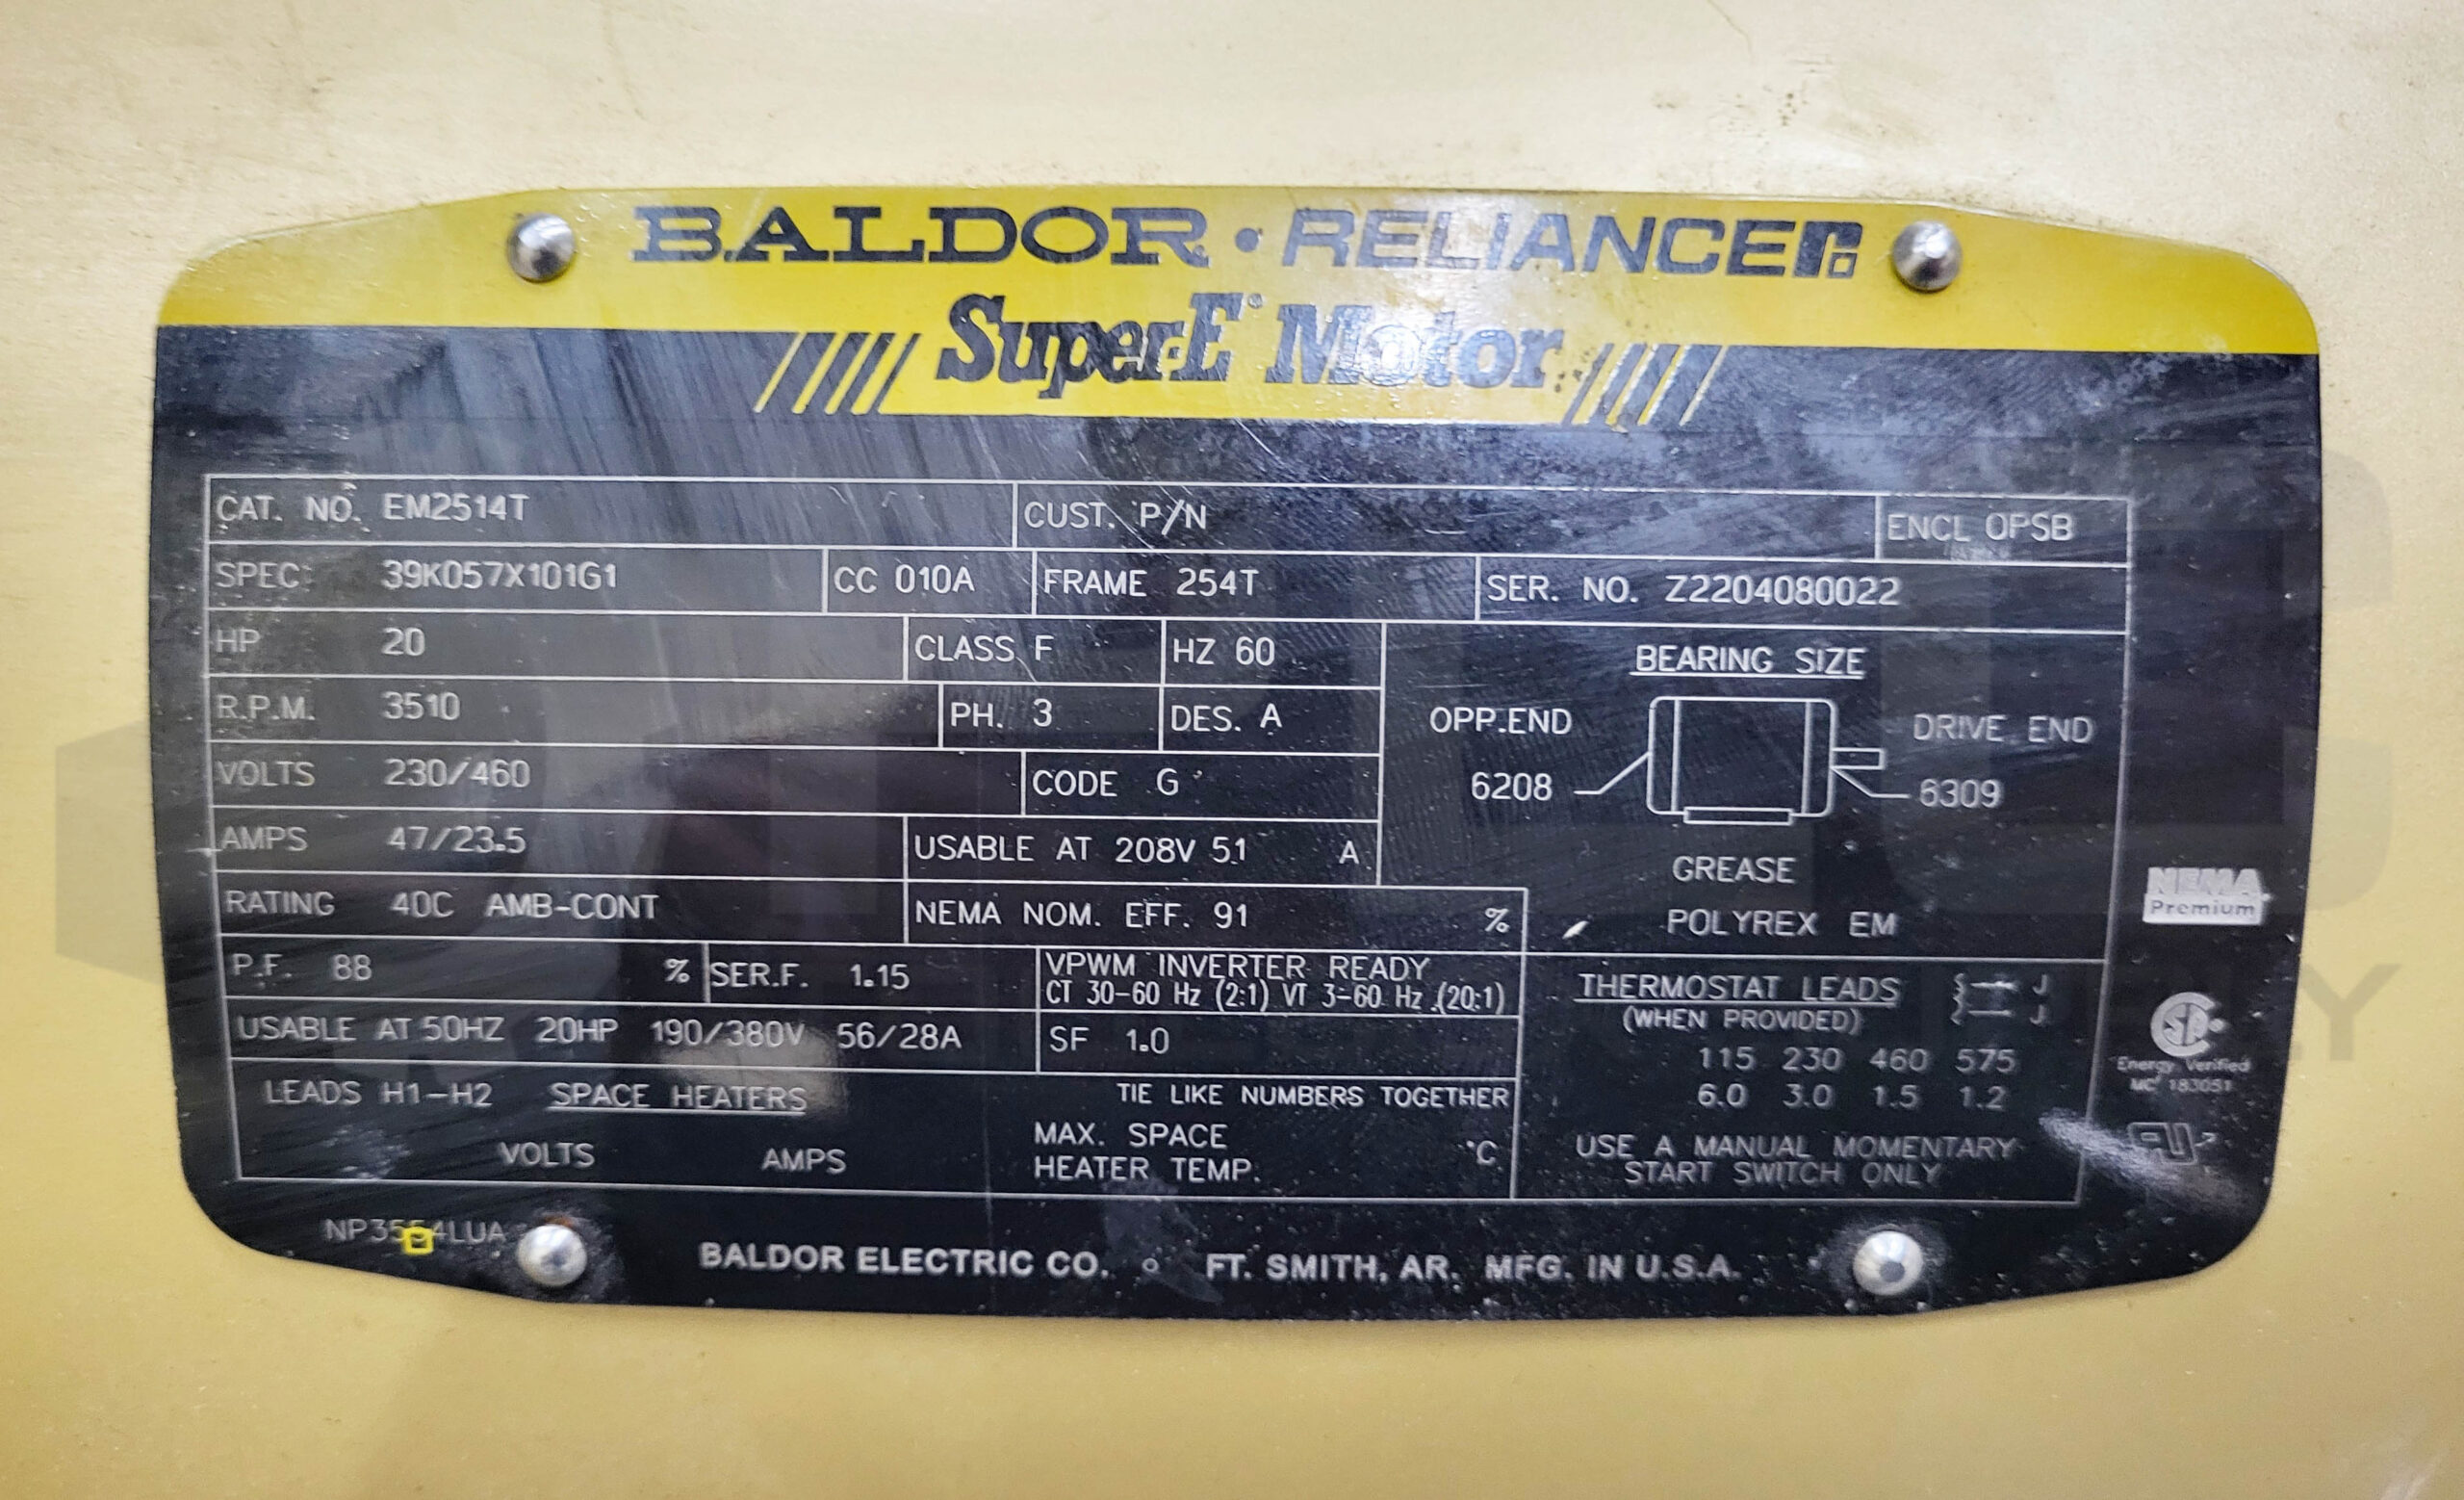 BALDOR • RELIANCE
SuperE Motor
CAT. NO. EM2514T CUST. P/N ENCL OPSB
SPEC. 39K057X101G1 CC 010A FRAME 254T SER. NO. Z2204080022
HP 20 CLASS F HZ 60
BEARING SIZE
R.P.M. 3510 PH. 3 DES. A
OPP.END DRIVE END
VOLTS 230/460 CODE G
6208 6309
AMPS 47/23.5 USABLE AT 208V 51 A
GREASE
RATING 40C AMB-CONT NEMA NOM. EFF. 91 %
POLYREX EM
NEMA
Premium
P.F. 88 % SER.F. 1.15 VPWM INVERTER READY
CT 30-60 Hz (2:1) VT 3-60 Hz (20:1)
THERMOSTAT LEADS J
(WHEN PROVIDED) J
USABLE AT 50HZ 20HP 190/380V 56/28A SF 1.0
115 230 460 575
6.0 3.0 1.5 1.2
Energy Verified
MC 183051
LEADS H1-H2 SPACE HEATERS TIE LIKE NUMBERS TOGETHER
VOLTS AMPS MAX. SPACE
HEATER TEMP. °C
USE A MANUAL MOMENTARY
START SWITCH ONLY
BALDOR ELECTRIC CO. FT. SMITH, AR. MFG. IN U.S.A.